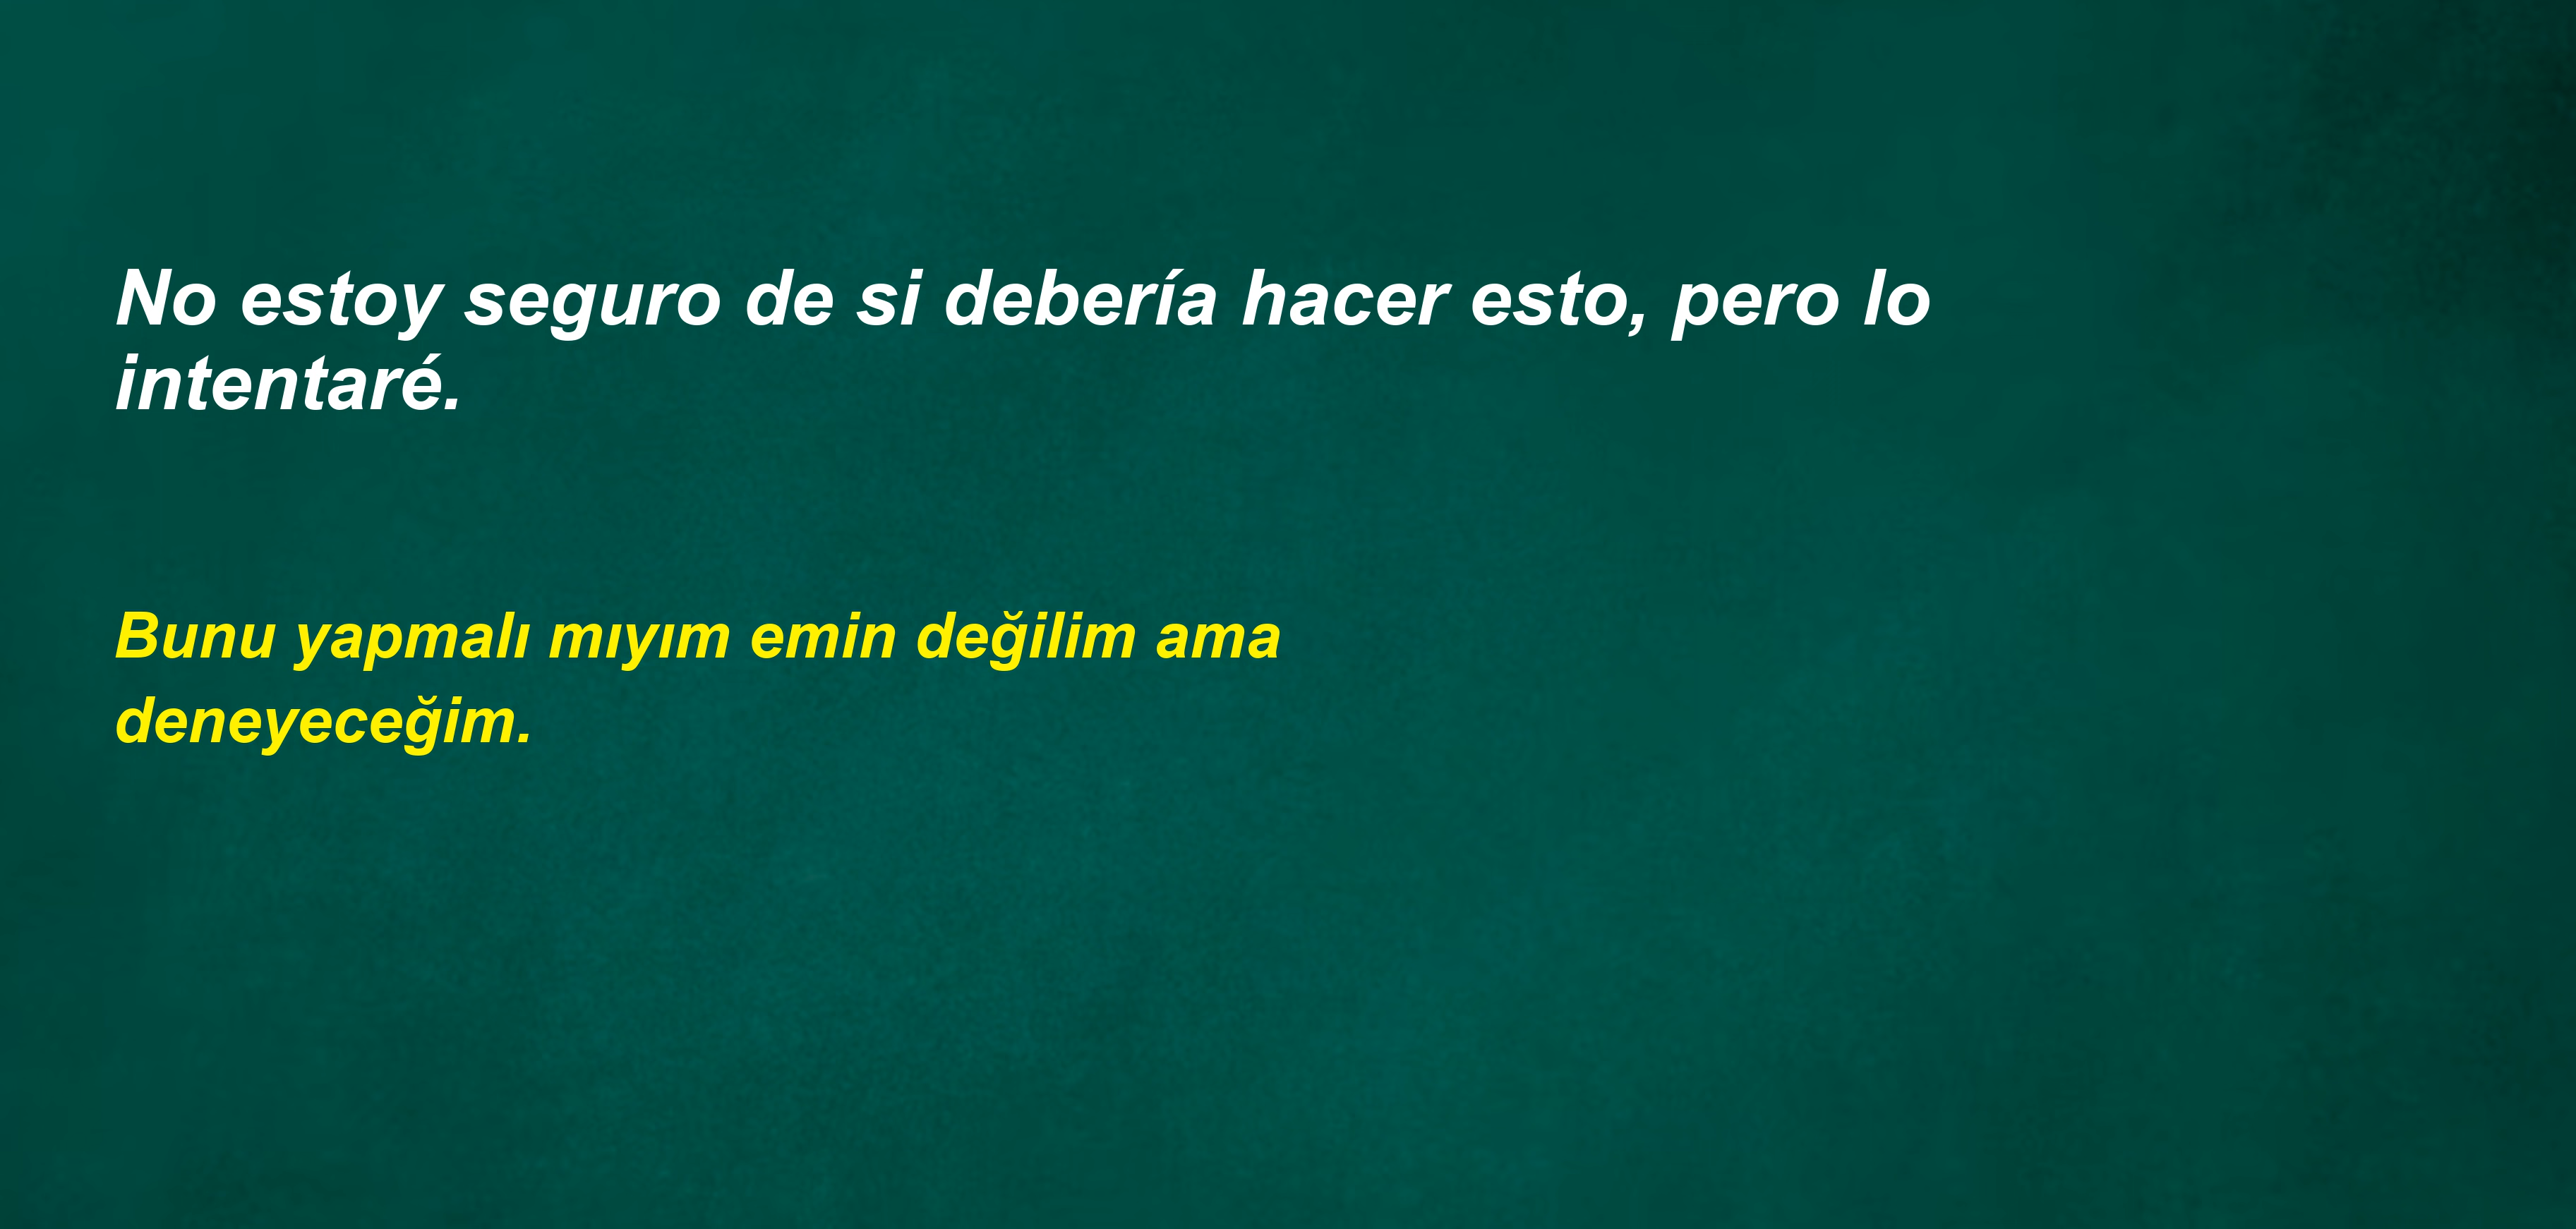 No estoy seguro de si debería hacer esto, pero lo
intentaré.
Bunu yapmalı mıyım emin değilim ama
deneyeceğim.